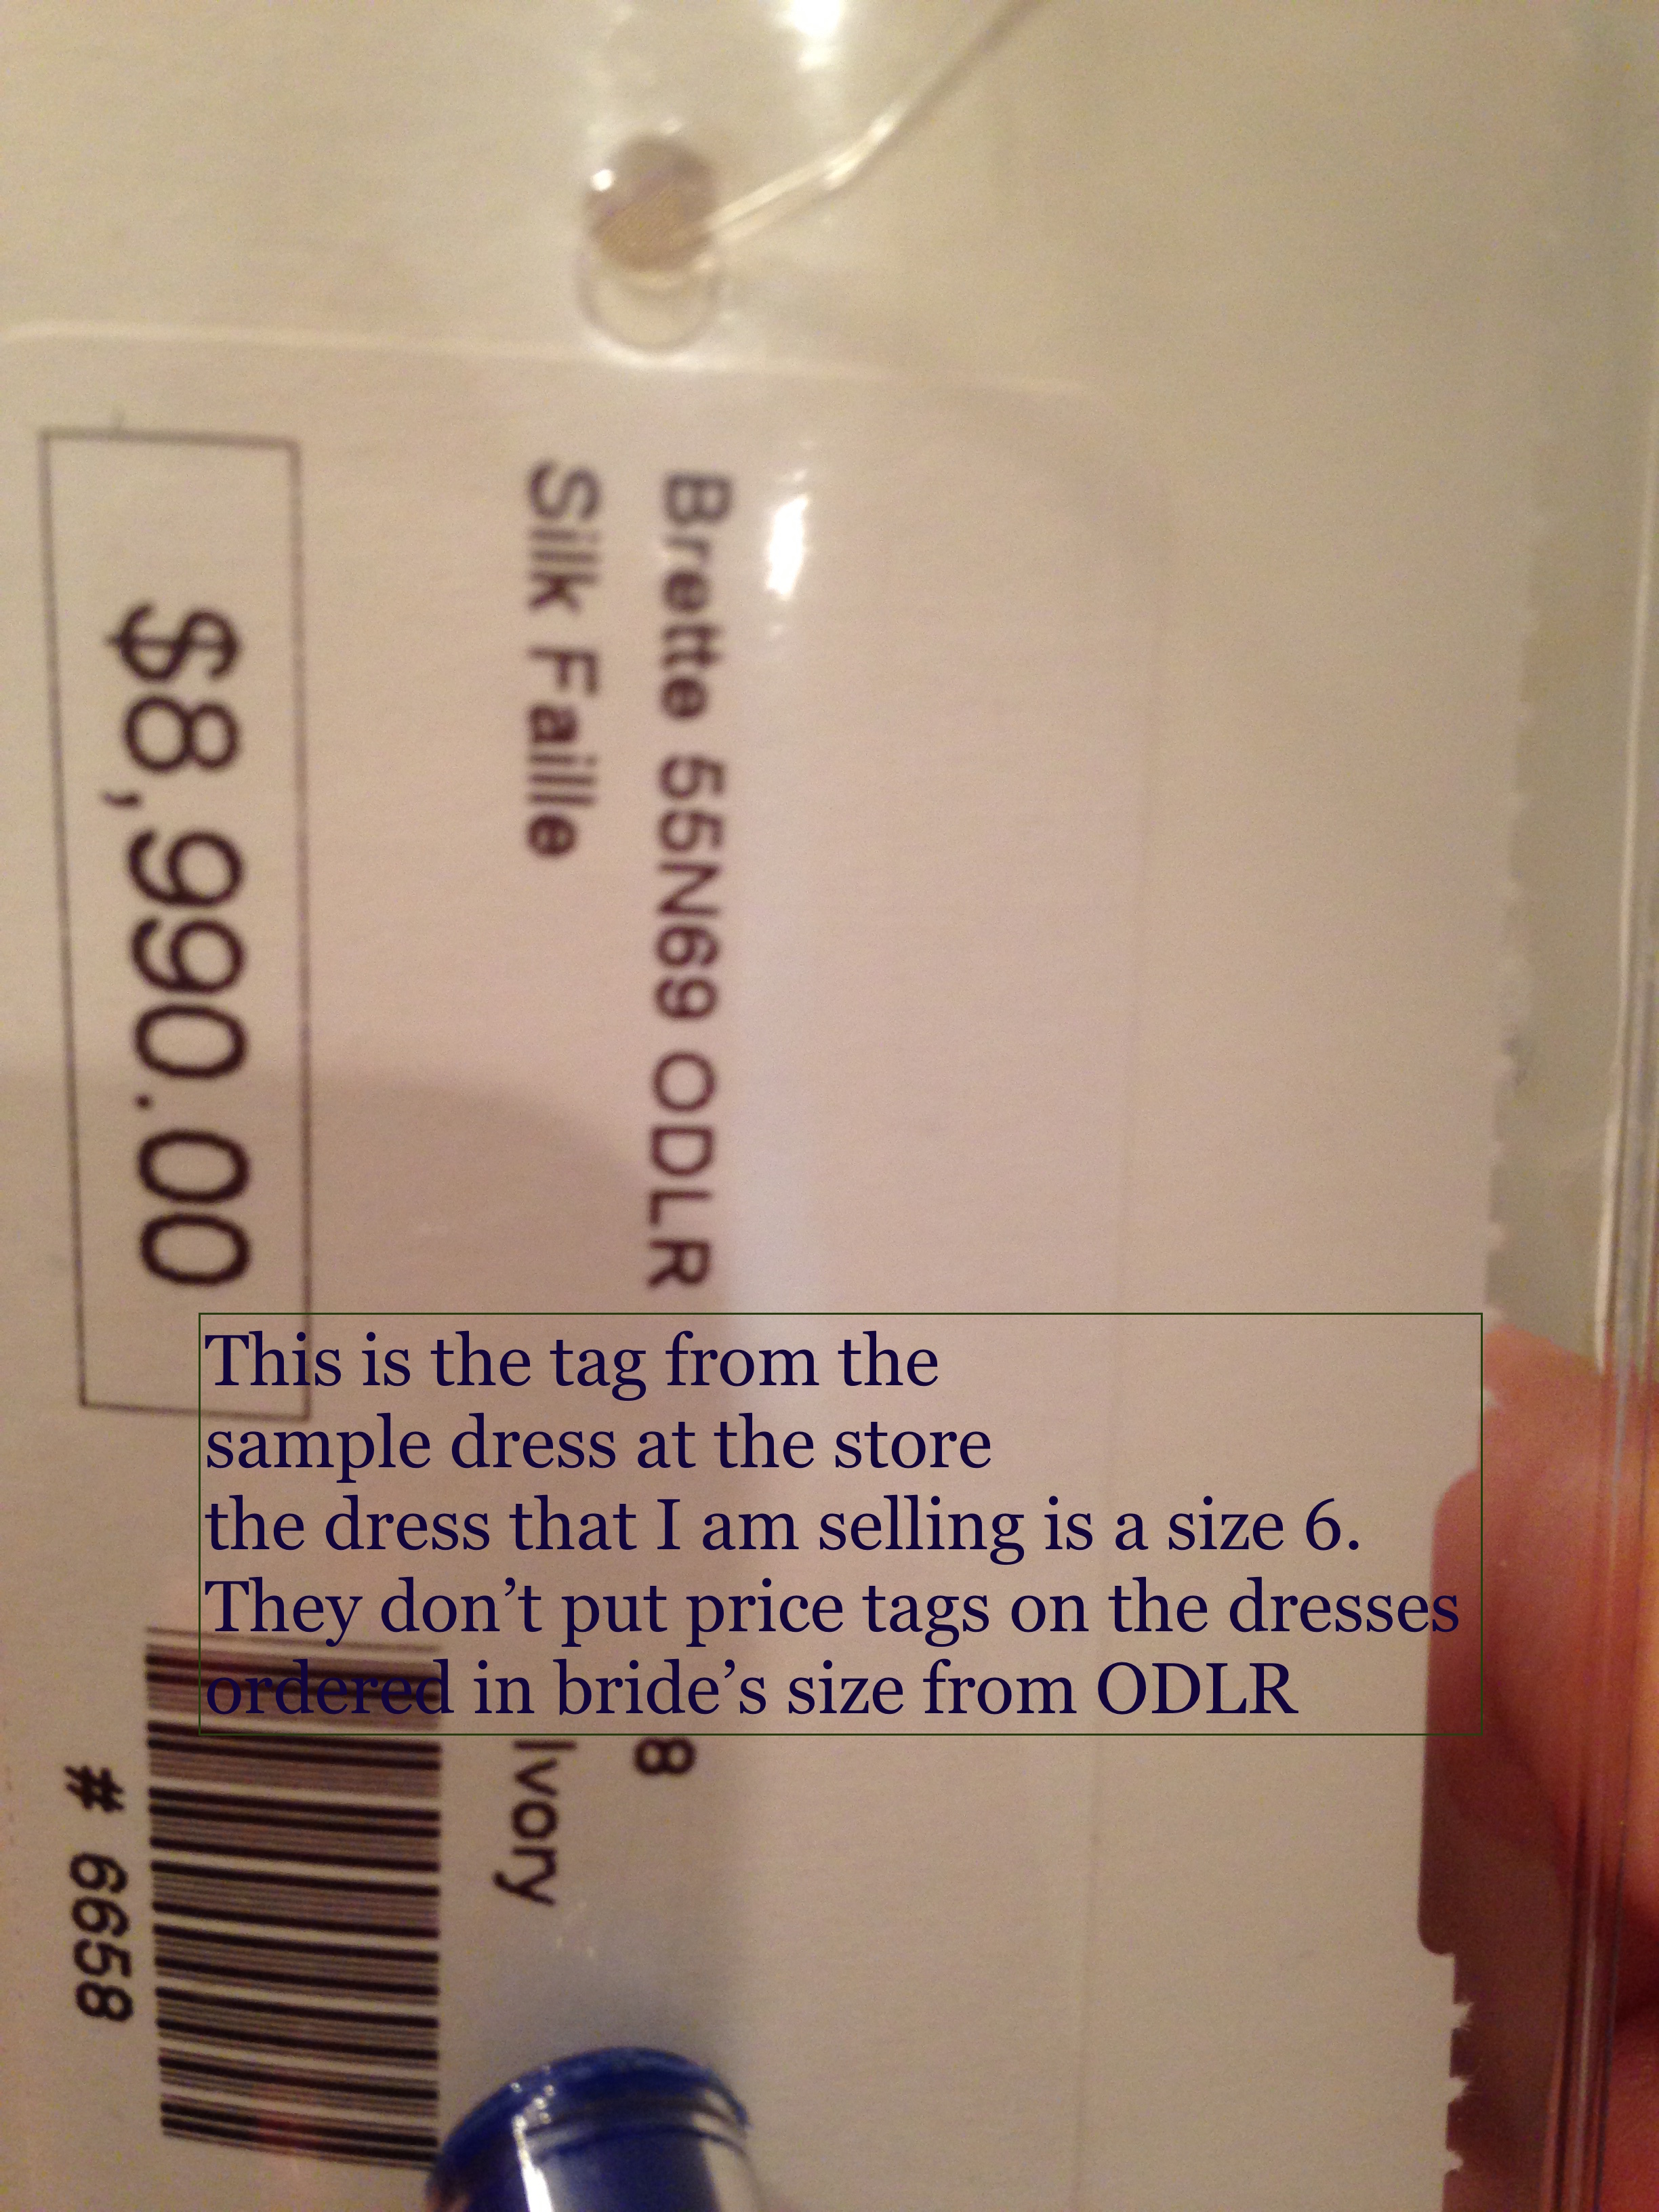 Brette 55N69 ODLR
8
Silk Faille
Ivory
$8,990.00
# 6658
This is the tag from the
sample dress at the store
the dress that I am selling is a size 6.
They don’t put price tags on the dresses
ordered in bride’s size from ODLR